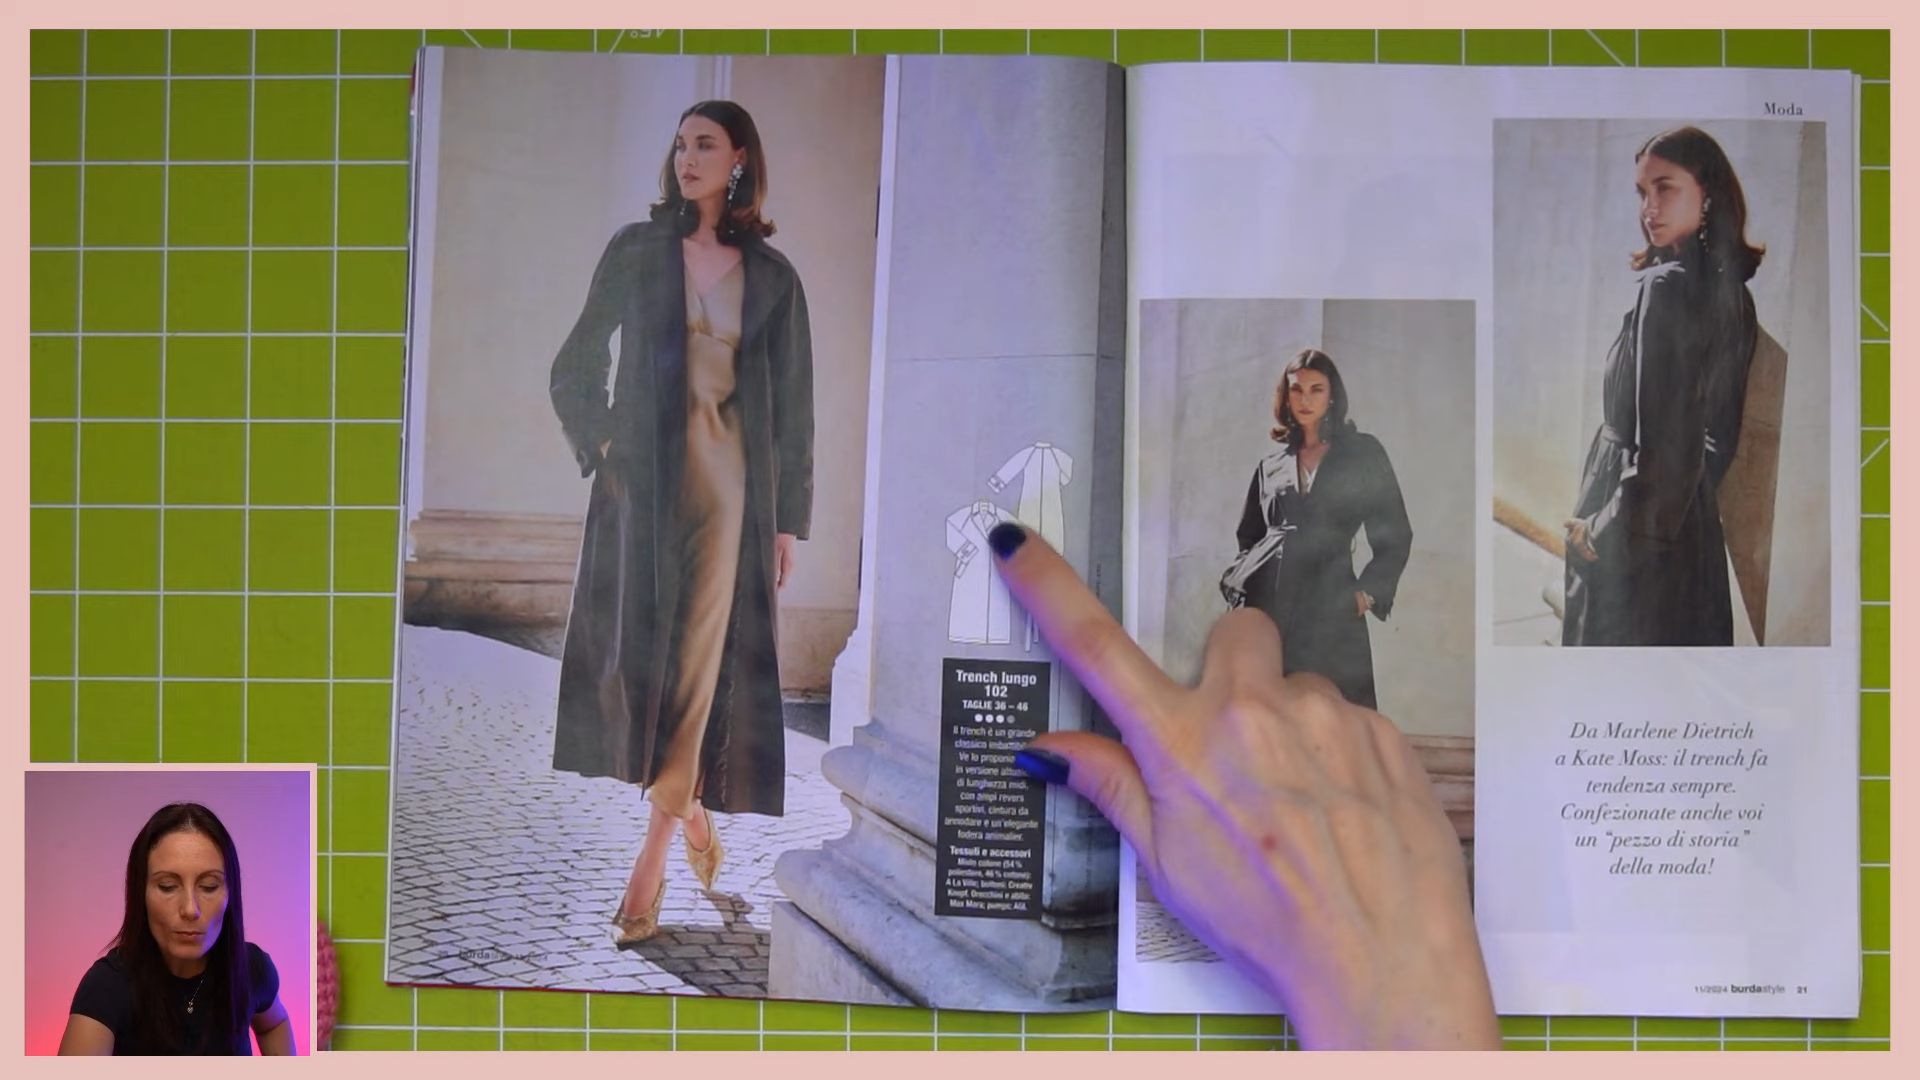 45°
Moda
Trench lungo
102
TAGLIE 36 – 46
Il trench è un grande
classico
Ve lo
in versione
di lunghezza midi,
con ampi revers
sportivi, cintura da
annodare e un'elegante
fodera animalier.
Tessuti e accessori
Misto cotone (54 %
poliestere, 46 % cotone):
A La Ville; bottoni: Creativ
Knopf. Orecchini e abito:
Max Mara; pumps: Alil.
Da Marlene Dietrich
a Kate Moss: il trench fa
tendenza sempre.
Confezionate anche voi
un “pezzo di storia”
della moda!
burda
11/2024 burdastyle 21